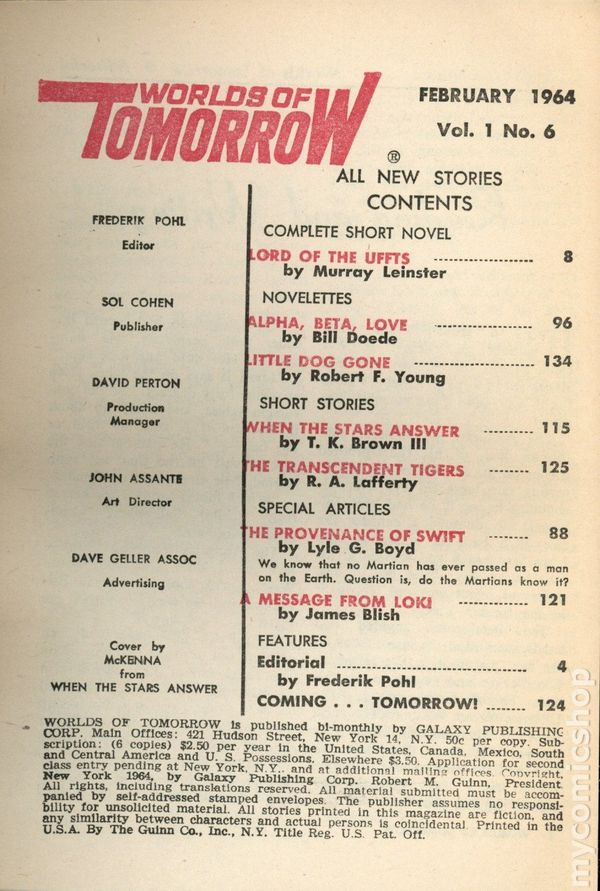 WORLDS OF
TOMORROW
®
FEBRUARY 1964
Vol. 1 No. 6
ALL NEW STORIES
CONTENTS
FREDERIK POHL
Editor
SOL COHEN
Publisher
DAVID PERTON
Production
Manager
JOHN ASSANTE
Art Director
DAVE GELLER ASSOC
Advertising
Cover by
McKENNA
from
WHEN THE STARS ANSWER
COMPLETE SHORT NOVEL
LORD OF THE UFFTS ---------------- 8
by Murray Leinster
NOVELETTES
ALPHA, BETA, LOVE ---------------- 96
by Bill Doede
LITTLE DOG GONE ------------------- 134
by Robert F. Young
SHORT STORIES
WHEN THE STARS ANSWER --------- 115
by T. K. Brown III
THE TRANSCENDENT TIGERS -------- 125
by R. A. Lafferty
SPECIAL ARTICLES
THE PROVENANCE OF SWIFT -------- 88
by Lyle G. Boyd
We know that no Martian has ever passed as a man
on the Earth. Question is, do the Martians know it?
A MESSAGE FROM LOKI ------------- 121
by James Blish
FEATURES
Editorial ------------------------------ 4
by Frederik Pohl
COMING . . . TOMORROW! ------ 124
WORLDS OF TOMORROW is published bi-monthly by GALAXY PUBLISHING
CORP. Main Offices: 421 Hudson Street, New York 14, N.Y. 50c per copy. Sub-
scription: (6 copies) $2.50 per year in the United States, Canada, Mexico, South
and Central America and U. S. Possessions. Elsewhere $3.50. Application for second
class entry pending at New York, N.Y., and at additional mailing offices. Copyright,
New York 1964, by Galaxy Publishing Corp. Robert M. Guinn, President
All rights, including translations reserved. All material submitted must be accom-
panied by self-addressed stamped envelopes. The publisher assumes no responsi-
bility for unsolicited material. All stories printed in this magazine are fiction, and
any similarity between characters and actual persons is coincidental. Printed in the
U.S.A. By The Guinn Co., Inc., N.Y. Title Reg. U.S. Pat. Off.
mycomicshop